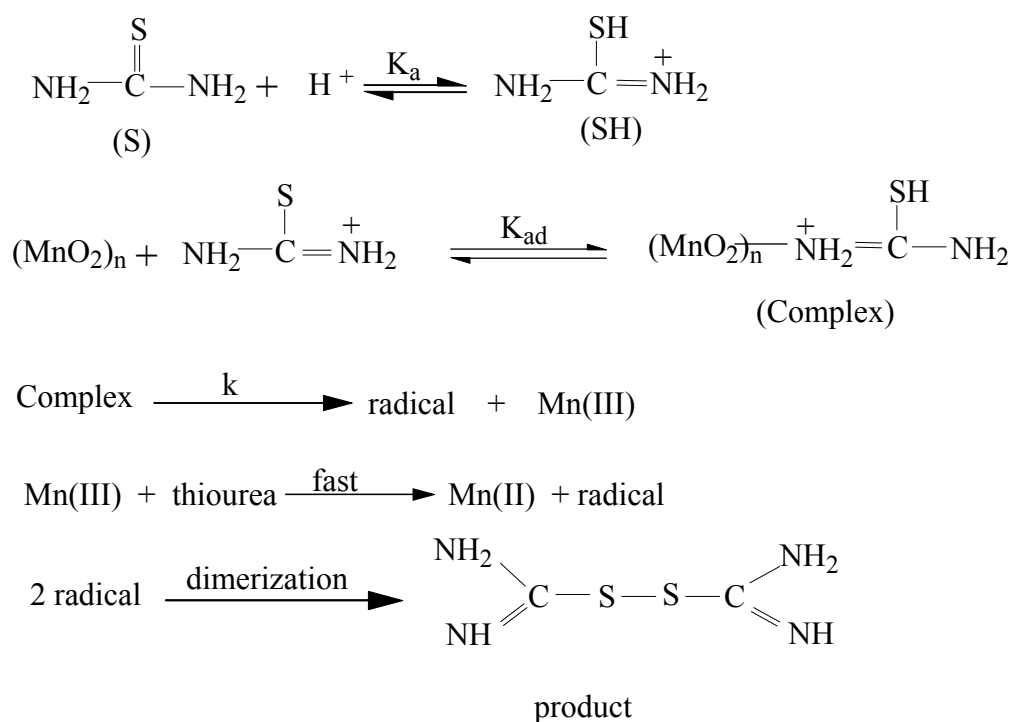 S SH
NH2 C NH2 + H + Ka NH2 C NH2 +
(S) (SH)
S SH
(MnO2)n + NH2 C NH2 + Kad (MnO2)n NH2 + C NH2
(Complex)
Complex k radical + Mn(III)
Mn(III) + thiourea fast Mn(II) + radical
NH2 NH2
2 radical dimerization C S S C
NH NH
product